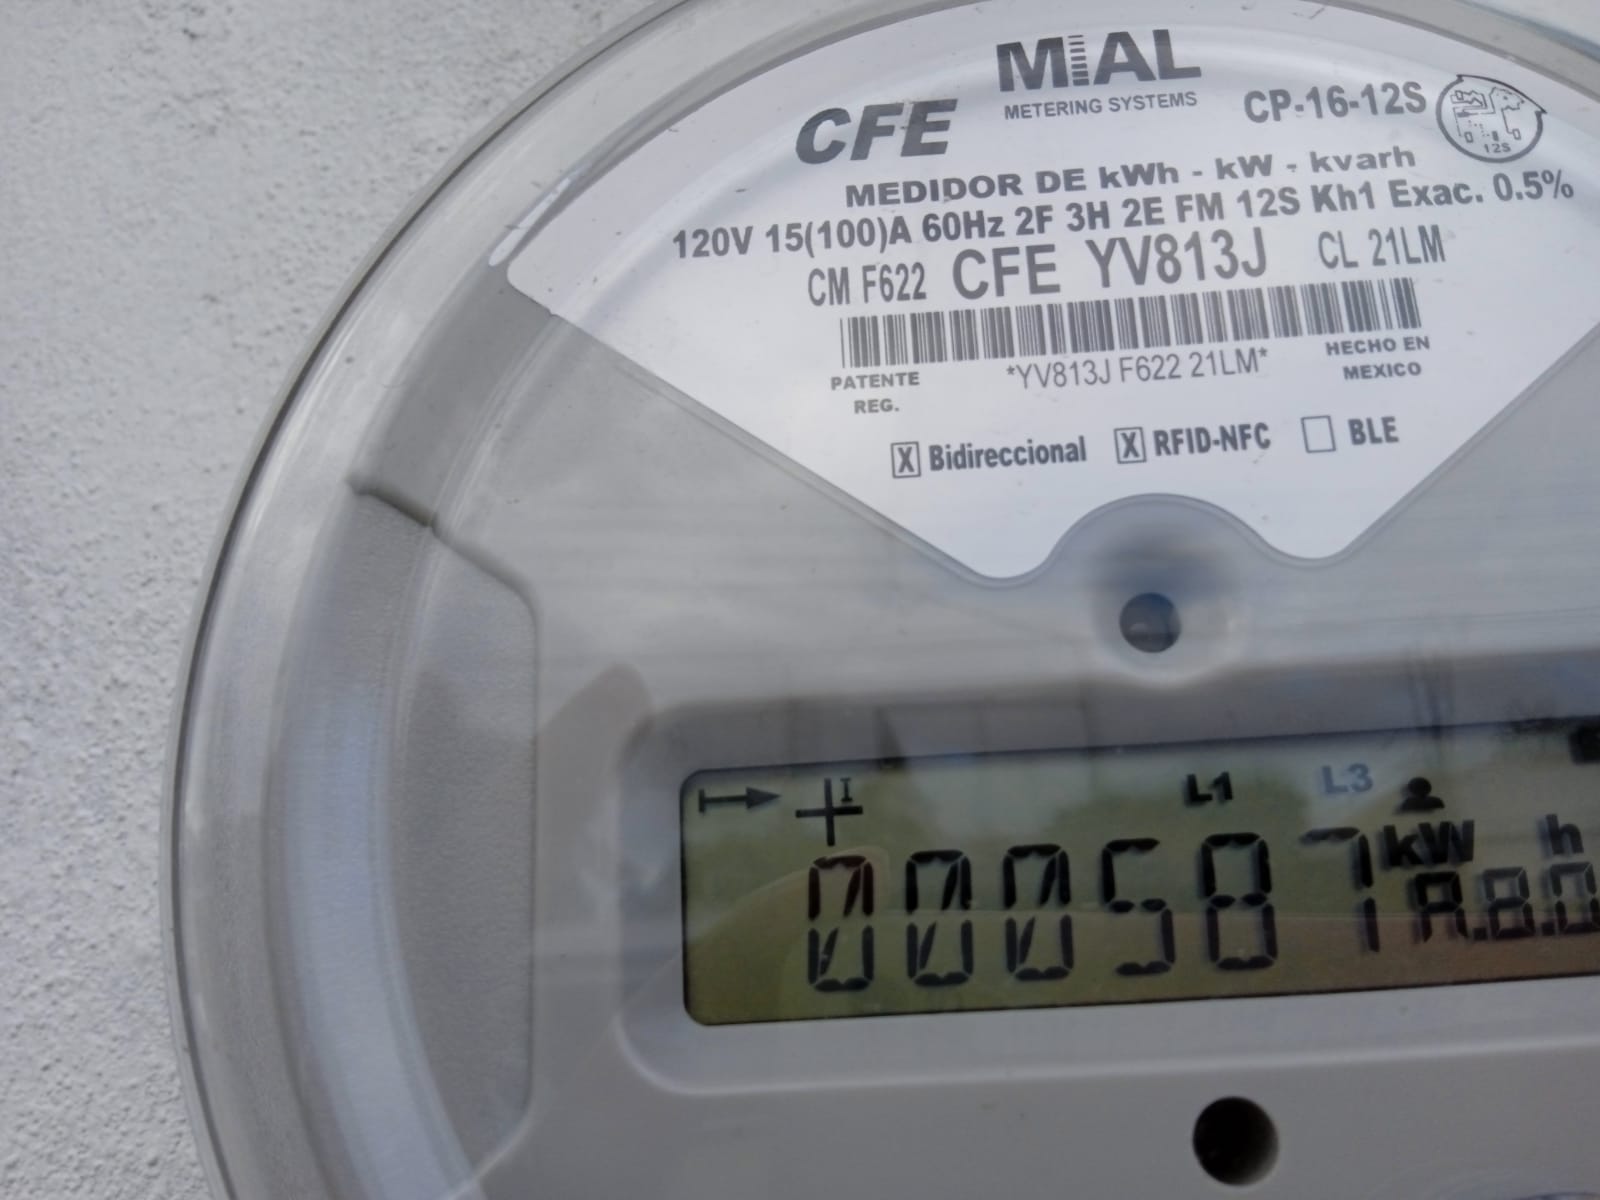 MIAL
METERING SYSTEMS
CFE
CP-16-12S
12S
MEDIDOR DE kWh - kW - kvarh
120V 15(100)A 60Hz 2F 3H 2E FM 12S Kh1 Exac. 0.5%
CM F622 CFE YV813J CL 21LM
*YV813J F622 21LM*
PATENTE
REG.
HECHO EN
MEXICO
X Bidireccional X RFID-NFC BLE
I L1 L3
000587 kW h